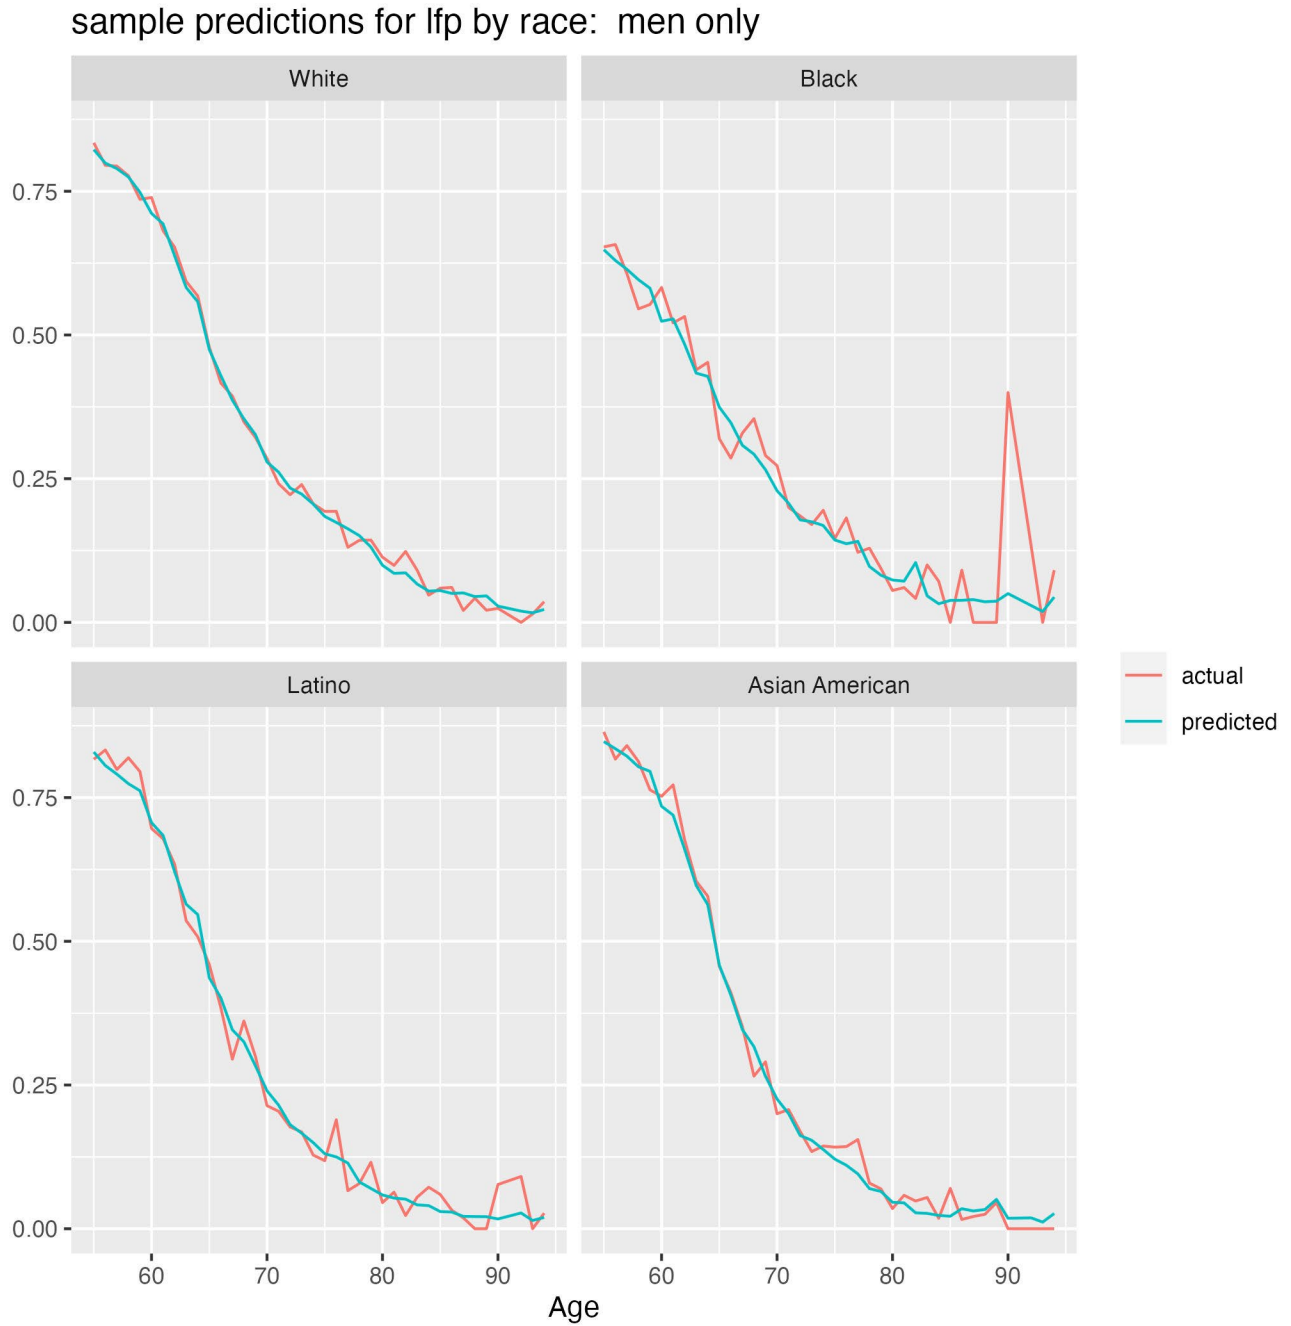 sample predictions for lfp by race:  men only
White
Black
0.75
0.50
0.25
0.00
Latino
Asian American
actual
predicted
0.75
0.50
0.25
0.00
60 70 80 90
60 70 80 90
Age